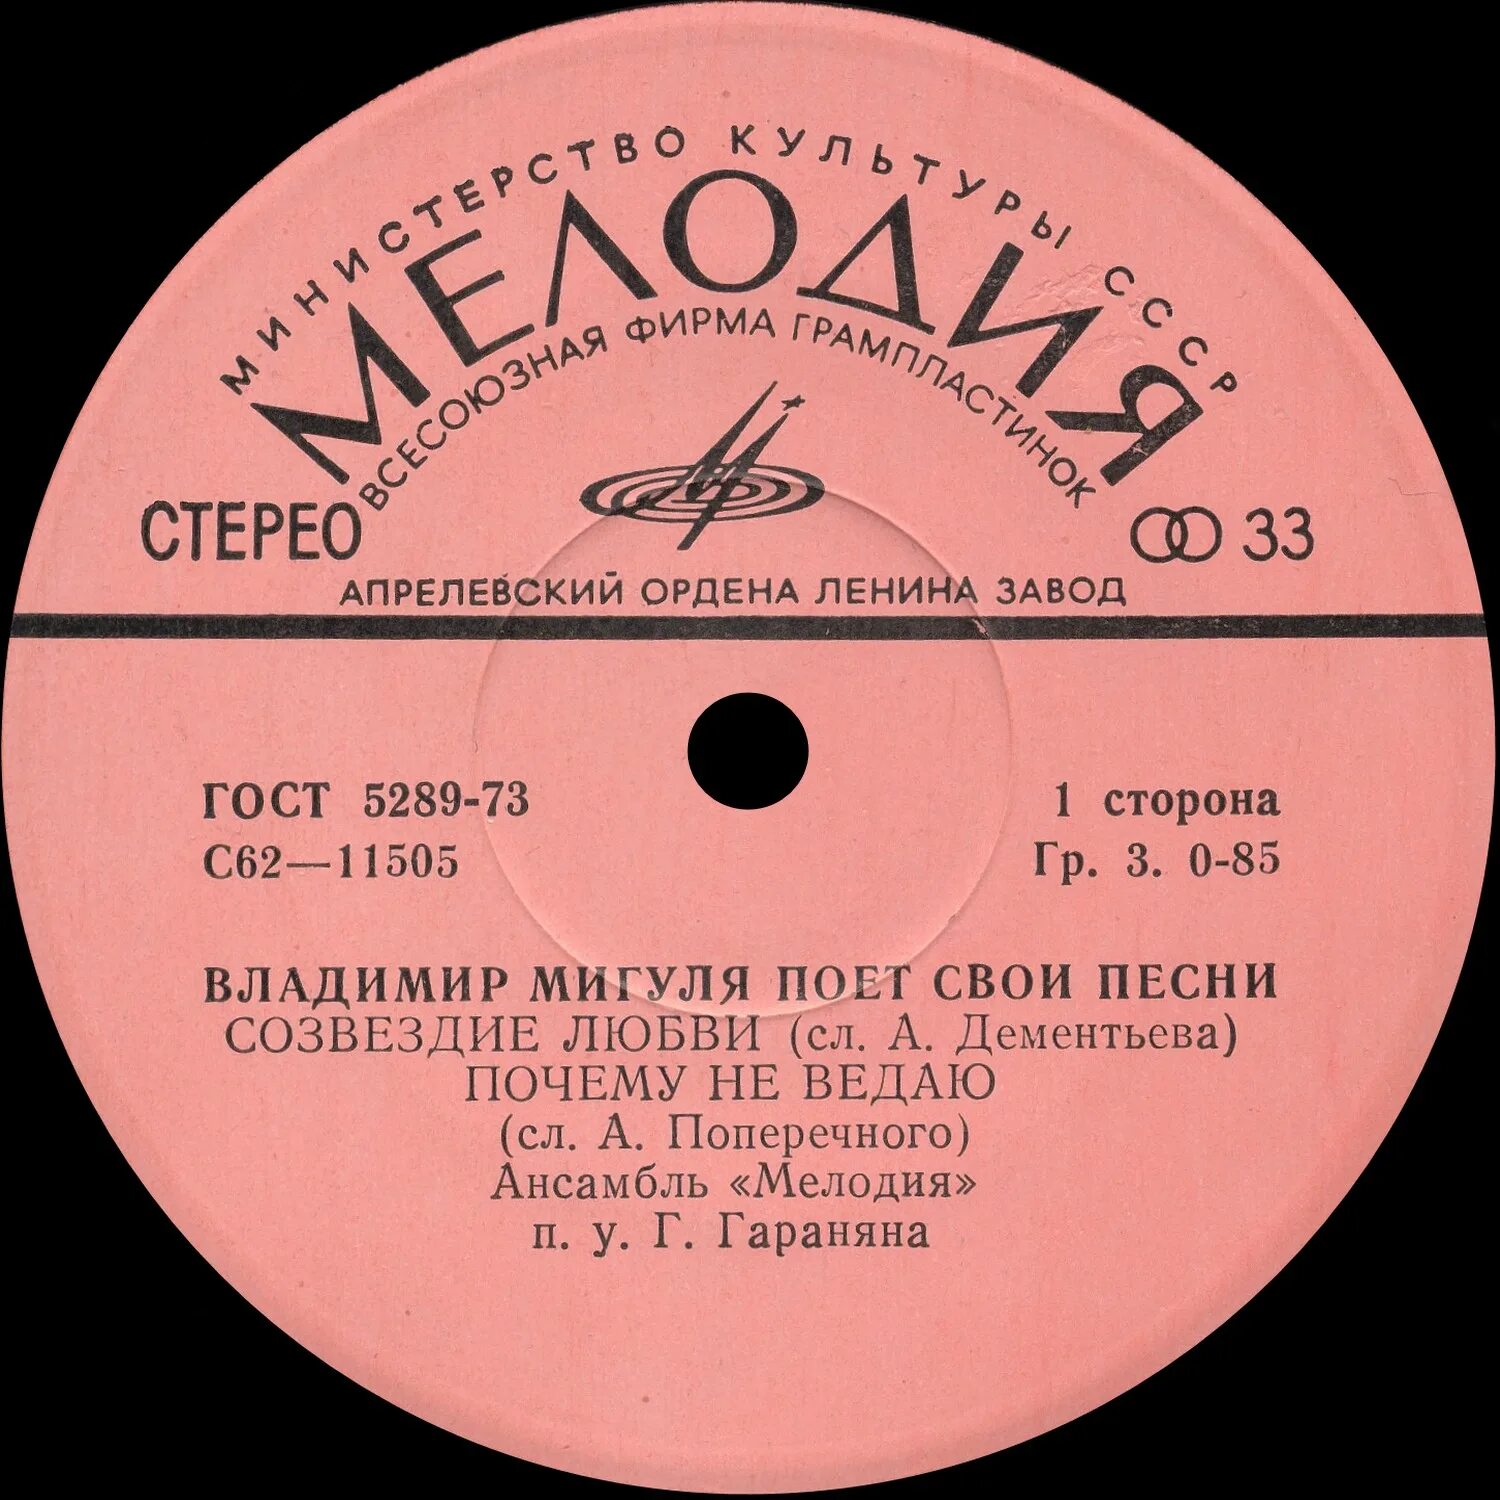 МИНИСТЕРСТВО КУЛЬТУРЫ СССР
МЕЛОДИЯ
ВСЕСОЮЗНАЯ ФИРМА ГРАМПЛАСТИНОК
СТЕРЕО
33
АПРЕЛЕВСКИЙ ОРДЕНА ЛЕНИНА ЗАВОД
ГОСТ 5289-73
1 сторона
С62—11505
Гр. 3. 0-85
ВЛАДИМИР МИГУЛЯ ПОЕТ СВОИ ПЕСНИ
СОЗВЕЗДИЕ ЛЮБВИ (сл. А. Дементьева)
ПОЧЕМУ НЕ ВЕДАЮ
(сл. А. Поперечного)
Ансамбль «Мелодия»
п. у. Г. Гараняна